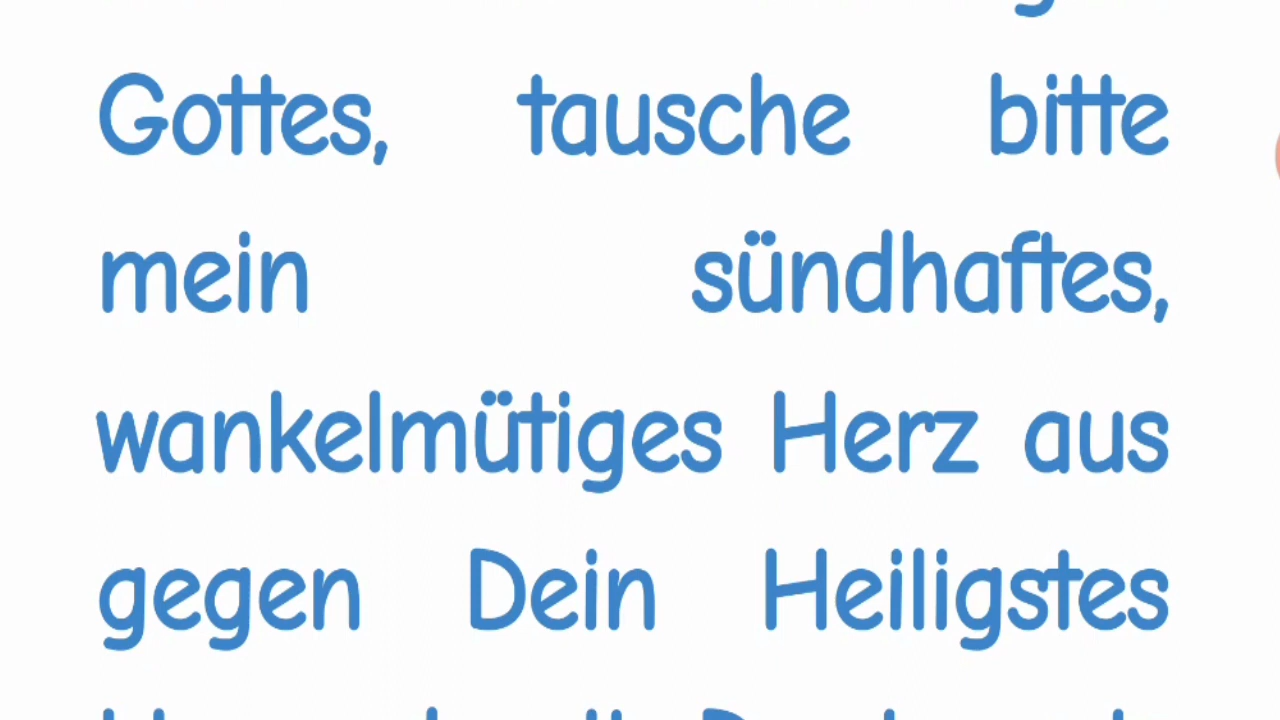 Gottes, tausche bitte
mein sündhaftes,
wankelmütiges Herz aus
gegen Dein Heiligstes